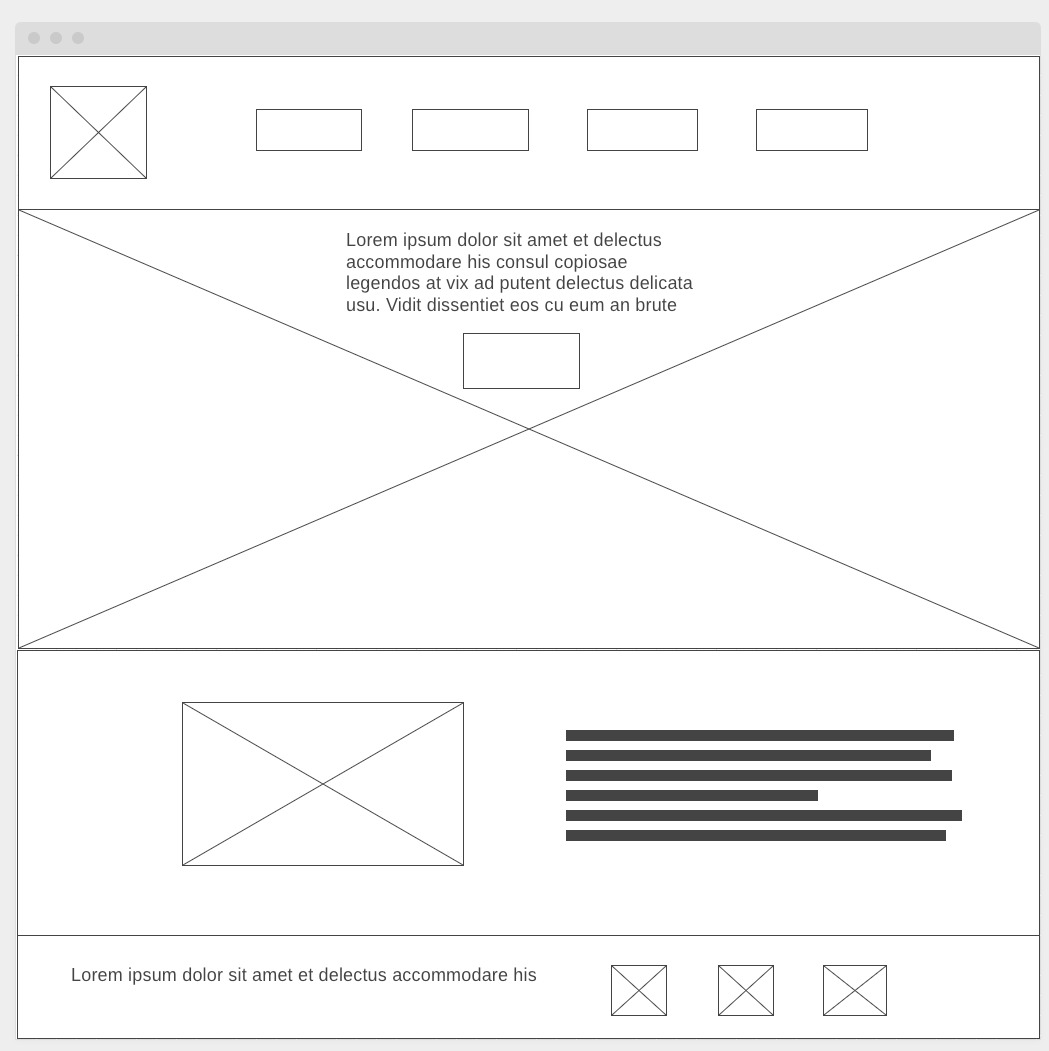 Lorem ipsum dolor sit amet et delectus
accommodare his consul copiosae
legendos at vix ad putent delectus delicata
usu. Vidit dissentiet eos cu eum an brute
Lorem ipsum dolor sit amet et delectus accommodare his